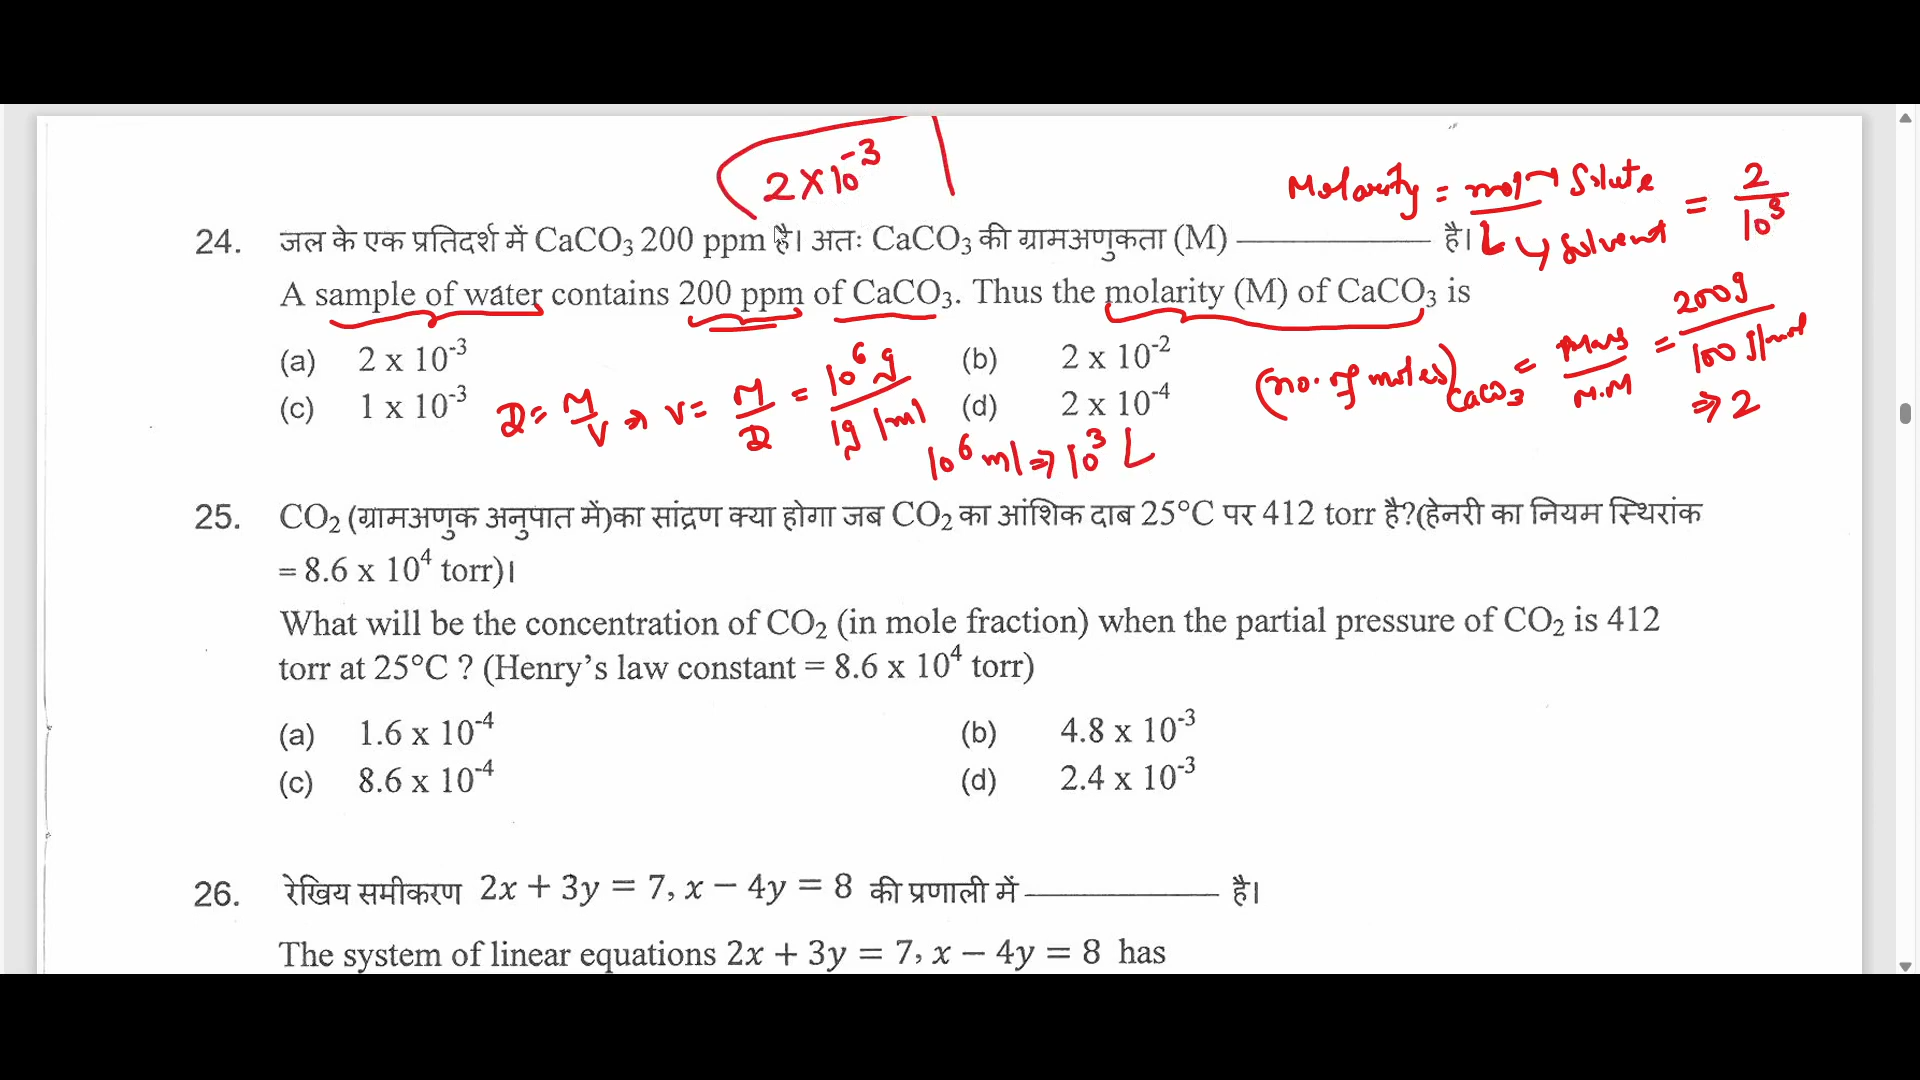 2 x 10⁻³
Molarity = mol → Solute / L ↳ Solvent = 2 / 10³
24. जल के एक प्रतिदर्श में CaCO₃ 200 ppm है। अतः CaCO₃ की ग्रामअणुकता (M) ____________ है।
A sample of water contains 200 ppm of CaCO₃. Thus the molarity (M) of CaCO₃ is
(a) 2 x 10⁻³ (b) 2 x 10⁻²
(c) 1 x 10⁻³ (d) 2 x 10⁻⁴
D = M/V ⇒ V = M/D = 10⁶ g / 1g/ml
10⁶ ml ⇒ 10³ L
(no. of moles) CaCO₃ = Mass / M.M = 200g / 100 g/mol
⇒ 2
25. CO₂ (ग्रामअणुक अनुपात में)का सांद्रण क्या होगा जब CO₂ का आंशिक दाब 25°C पर 412 torr है?(हेनरी का नियम स्थिरांक
= 8.6 x 10⁴ torr)।
What will be the concentration of CO₂ (in mole fraction) when the partial pressure of CO₂ is 412
torr at 25°C ? (Henry’s law constant = 8.6 x 10⁴ torr)
(a) 1.6 x 10⁻⁴ (b) 4.8 x 10⁻³
(c) 8.6 x 10⁻⁴ (d) 2.4 x 10⁻³
26. रेखिय समीकरण 2x + 3y = 7, x − 4y = 8 की प्रणाली में ____________ है।
The system of linear equations 2x + 3y = 7, x − 4y = 8 has